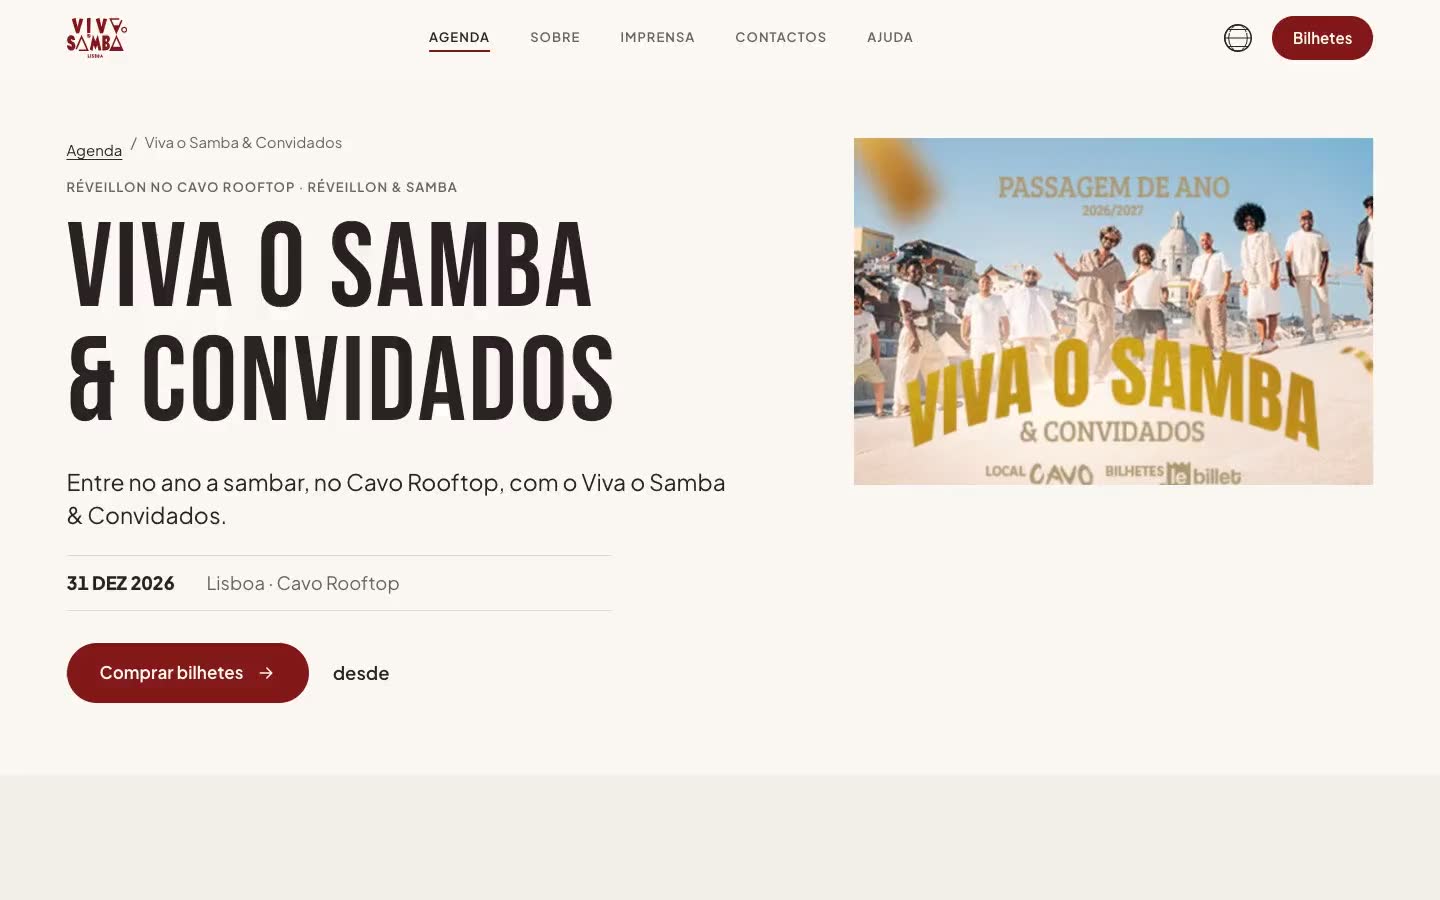 VIVA
O
SAMBA
LISBOA
AGENDA
SOBRE
IMPRENSA
CONTACTOS
AJUDA
Bilhetes
Agenda / Viva o Samba & Convidados
RÉVEILLON NO CAVO ROOFTOP · RÉVEILLON & SAMBA
VIVA O SAMBA
& CONVIDADOS
Entre no ano a sambar, no Cavo Rooftop, com o Viva o Samba
& Convidados.
31 DEZ 2026 Lisboa · Cavo Rooftop
Comprar bilhetes → desde
PASSAGEM DE ANO
2026/2027
VIVA O SAMBA
& CONVIDADOS
LOCAL CAVO BILHETES le billet